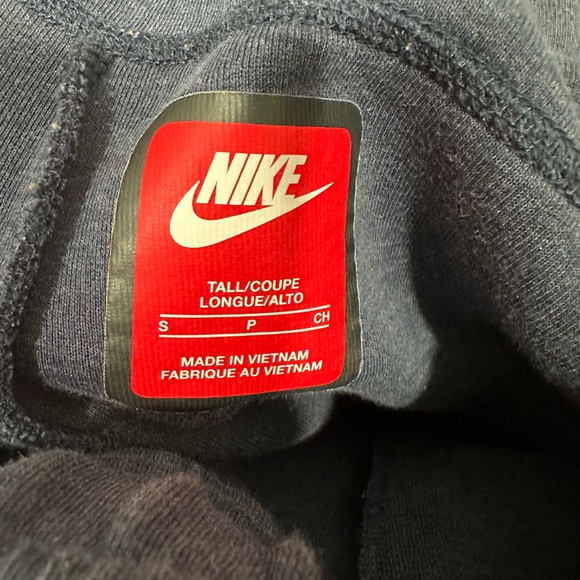 NIKE
TALL/COUPE
LONGUE/ALTO
S P CH
MADE IN VIETNAM
FABRIQUE AU VIETNAM